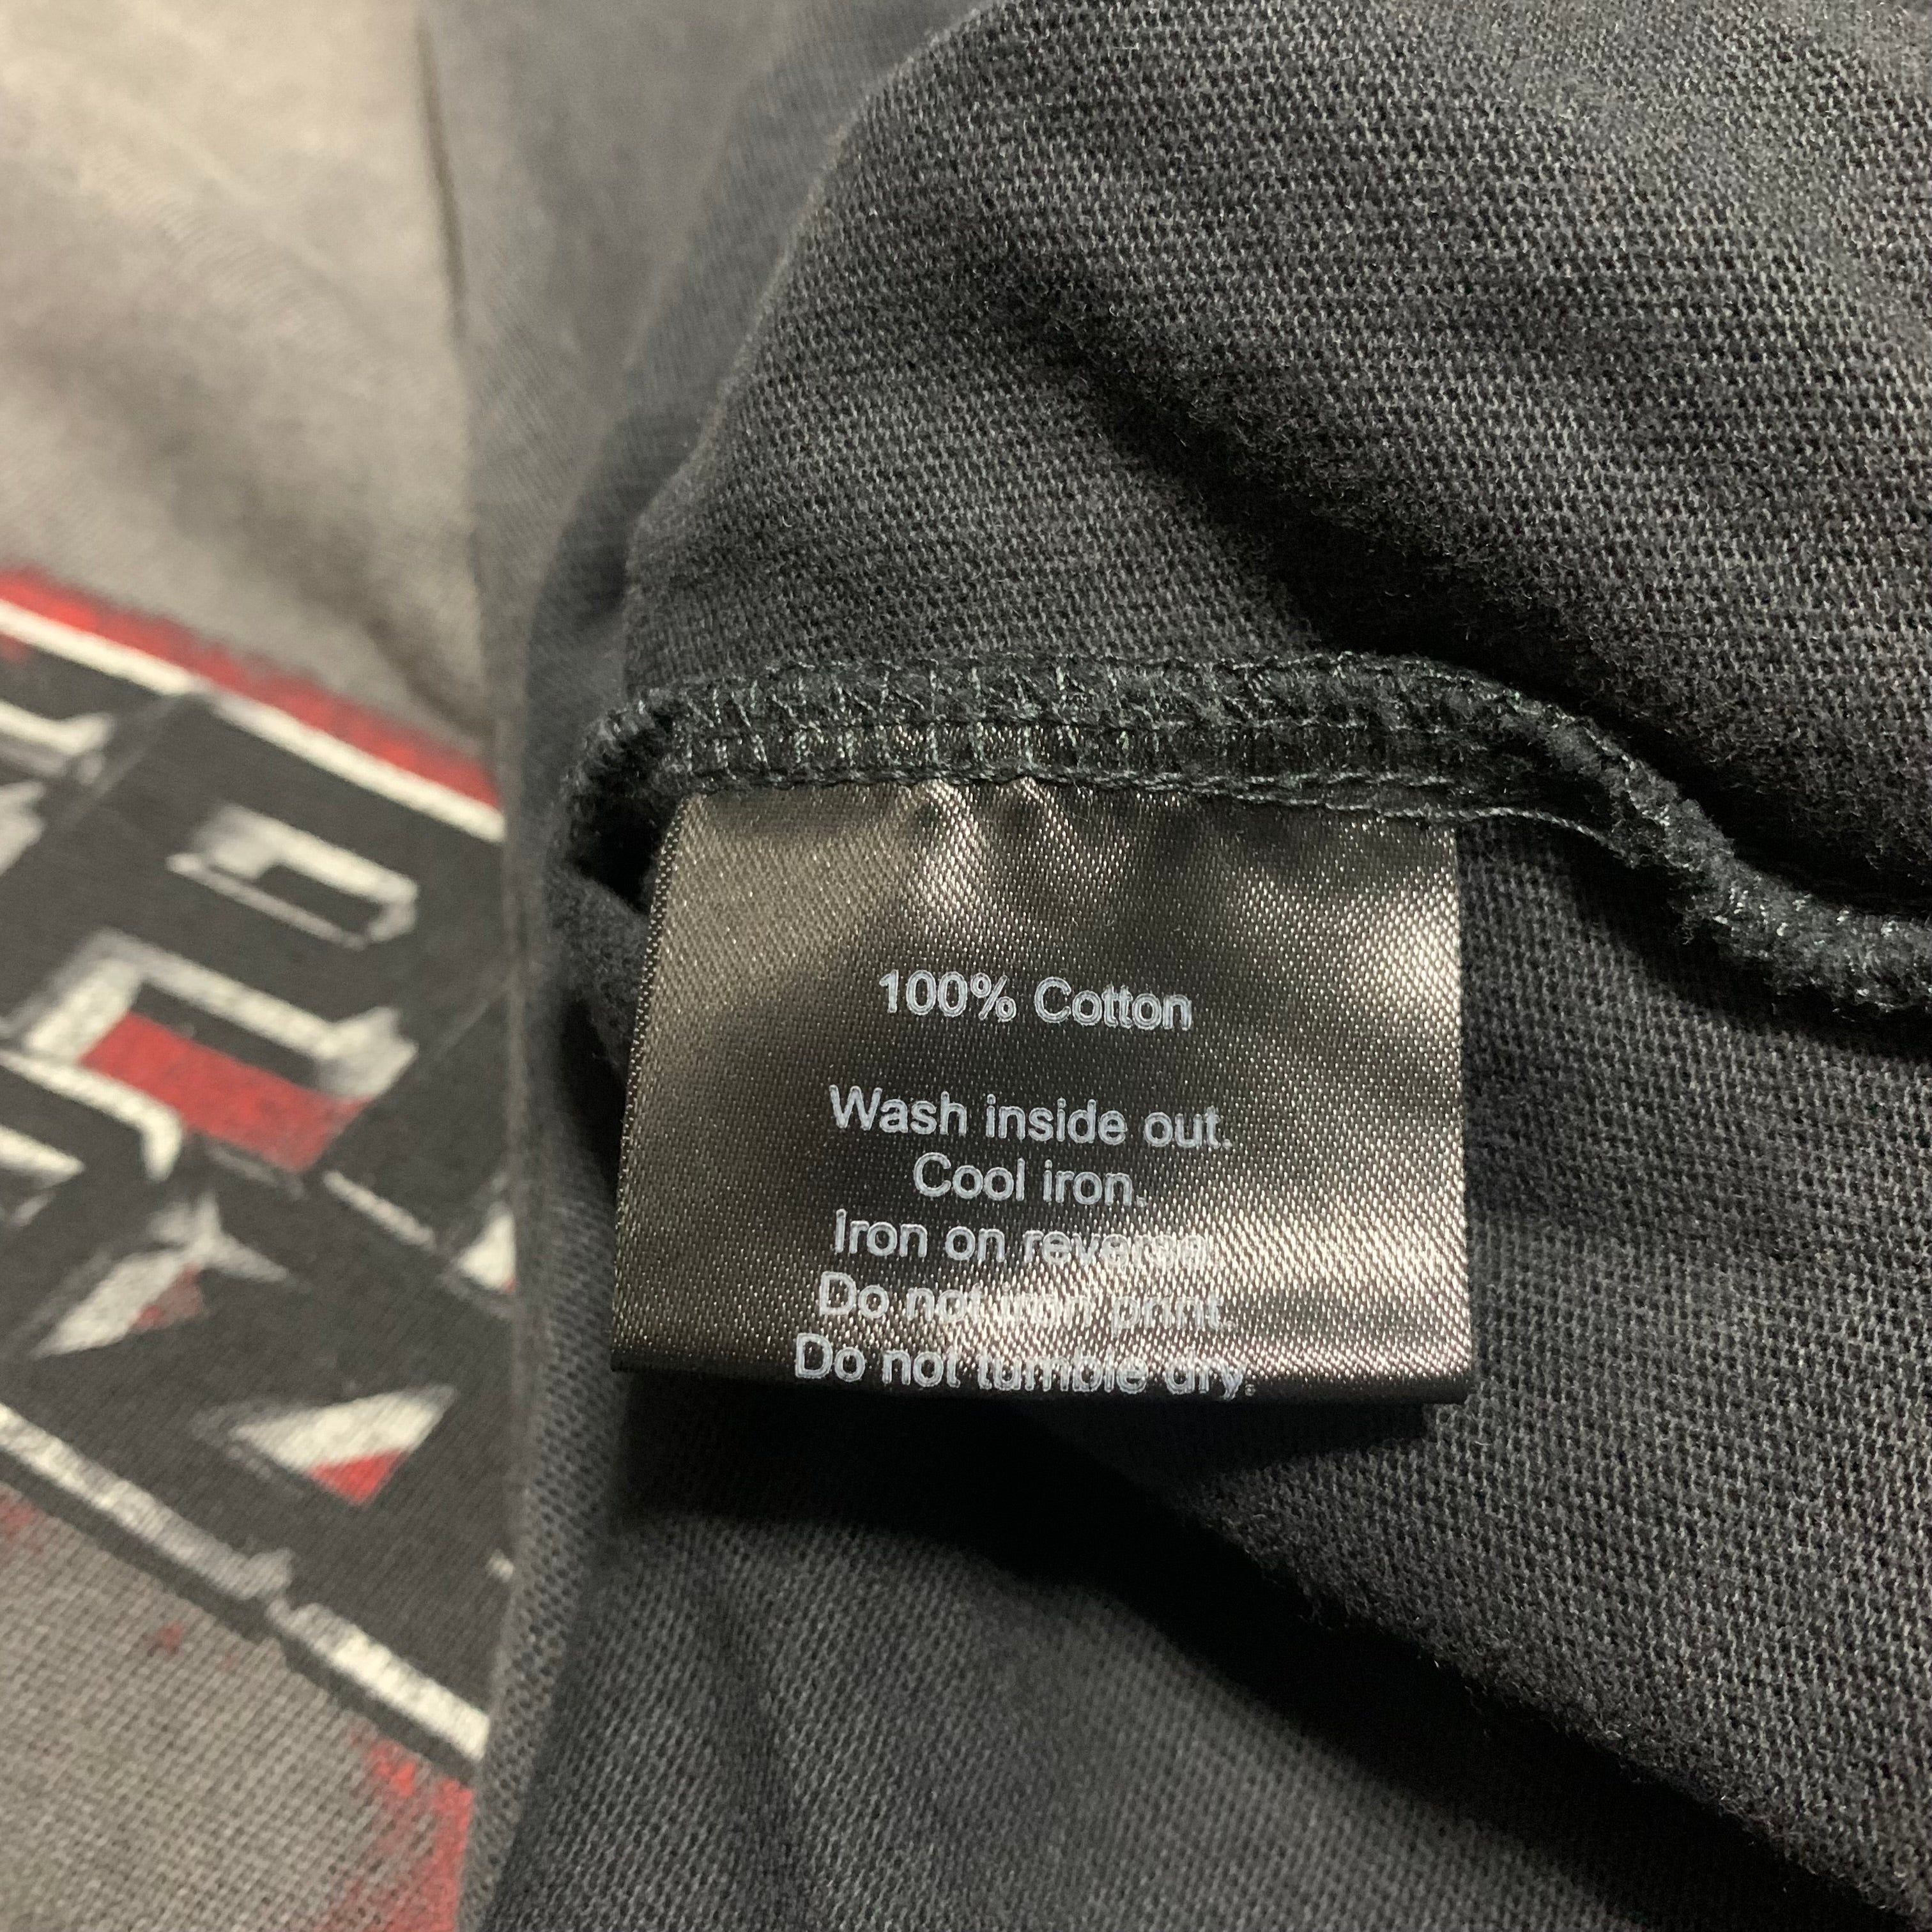 100% Cotton
Wash inside out.
Cool iron.
Iron on reverse.
Do not iron print.
Do not tumble dry.